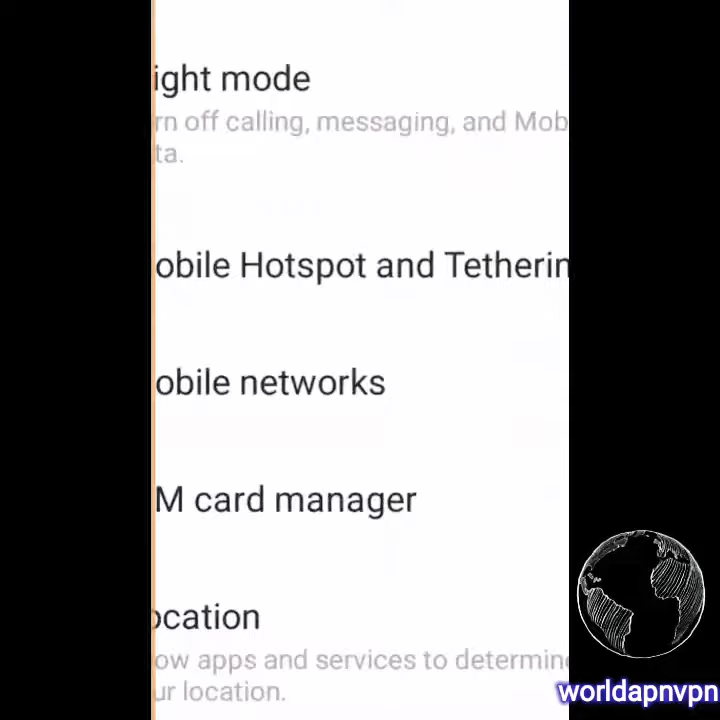 ight mode
rn off calling, messaging, and Mob
ta.
obile Hotspot and Tetherin
obile networks
M card manager
ocation
ow apps and services to determine
ur location.
worldapnvpn